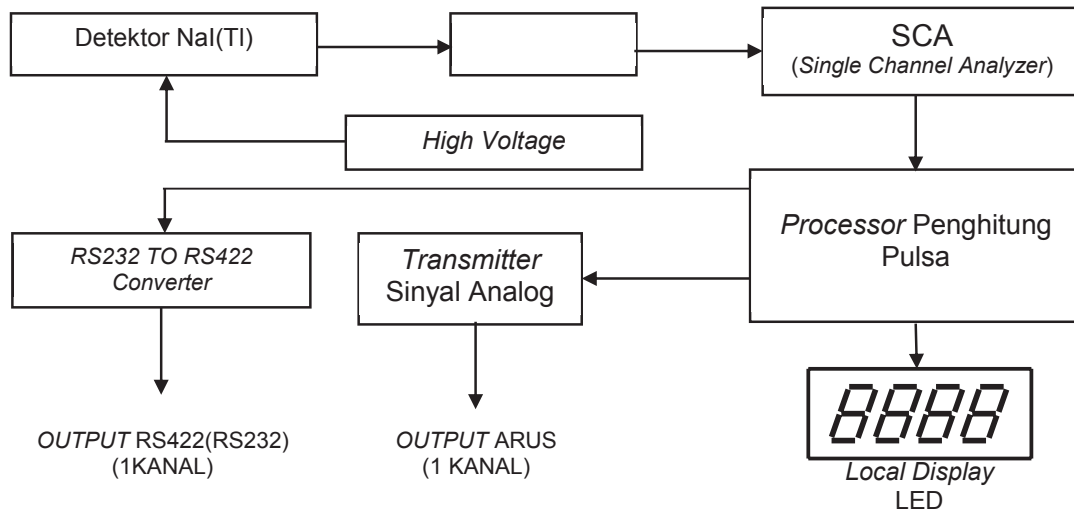 Detektor NaI(Tl)
SCA
(Single Channel Analyzer)
High Voltage
RS232 TO RS422
Converter
Transmitter
Sinyal Analog
Processor Penghitung
Pulsa
OUTPUT RS422(RS232)
(1KANAL)
OUTPUT ARUS
(1 KANAL)
8888
Local Display
LED